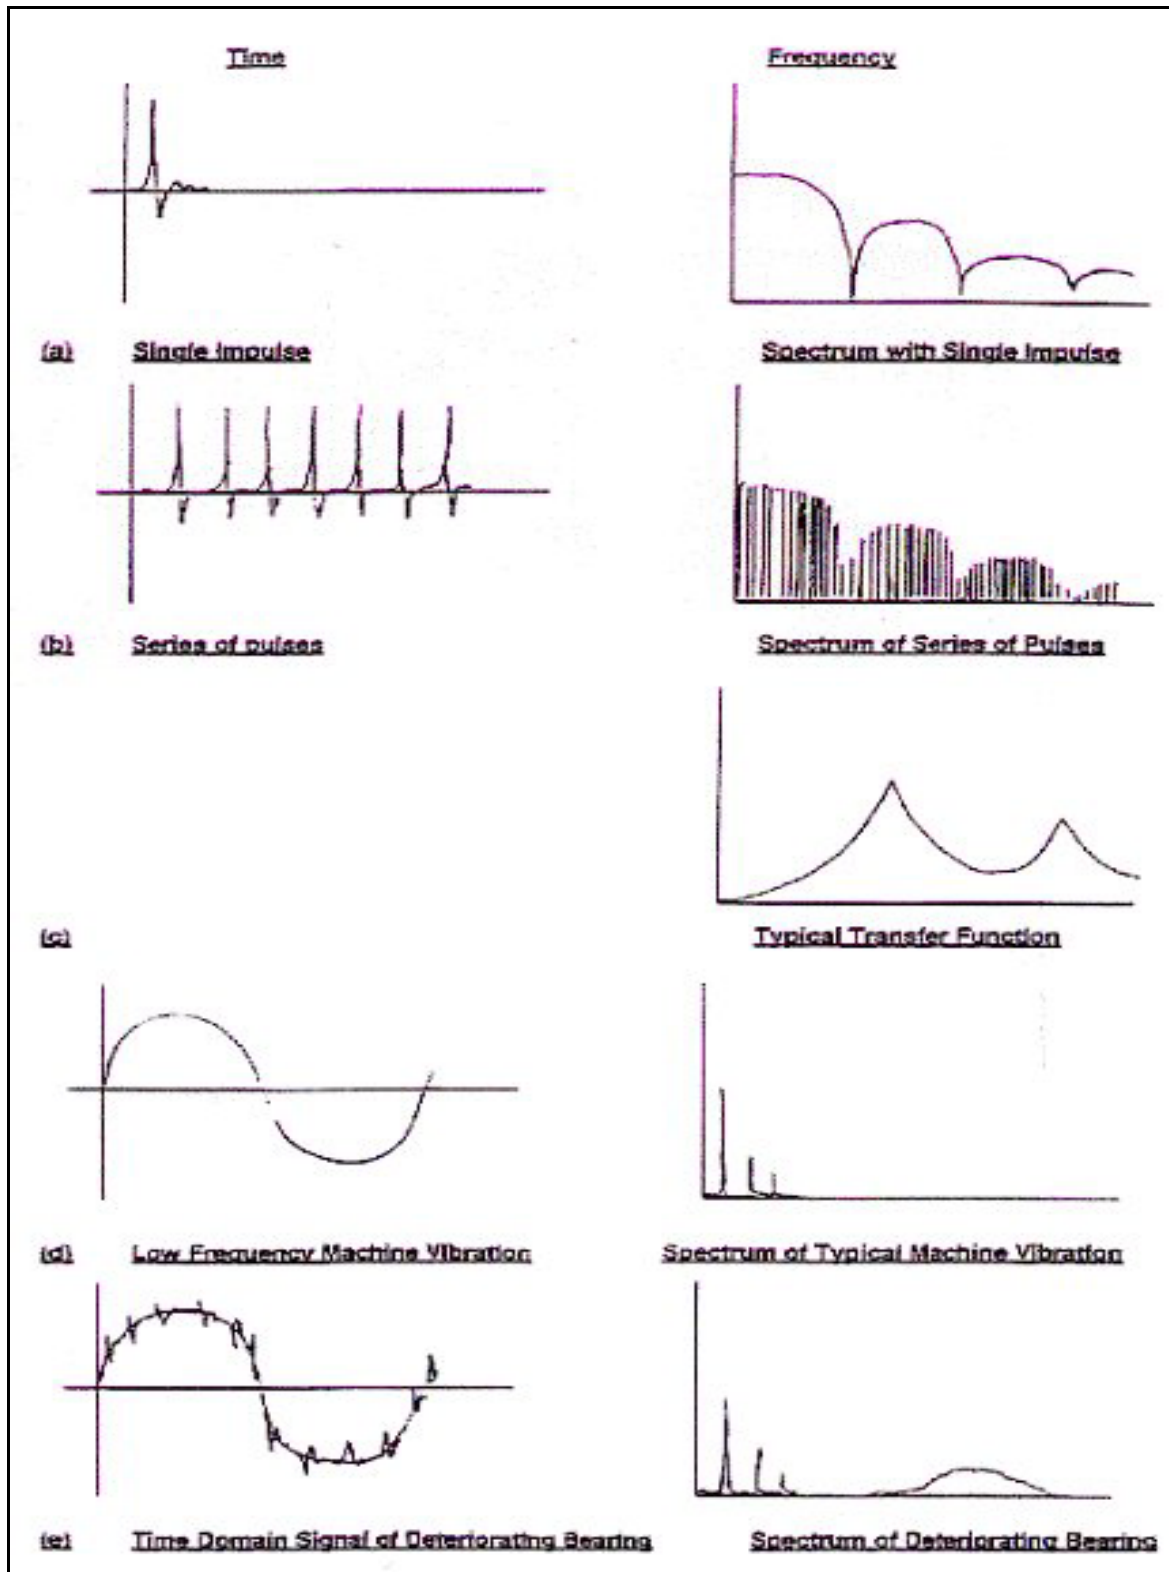 Time
Frequency
(a) Single Impulse
Spectrum with Single Impulse
(b) Series of pulses
Spectrum of Series of Pulses
(c)
Typical Transfer Function
(d) Low Frequency Machine Vibration
Spectrum of Typical Machine Vibration
(e) Time Domain Signal of Deteriorating Bearing
Spectrum of Deteriorating Bearing